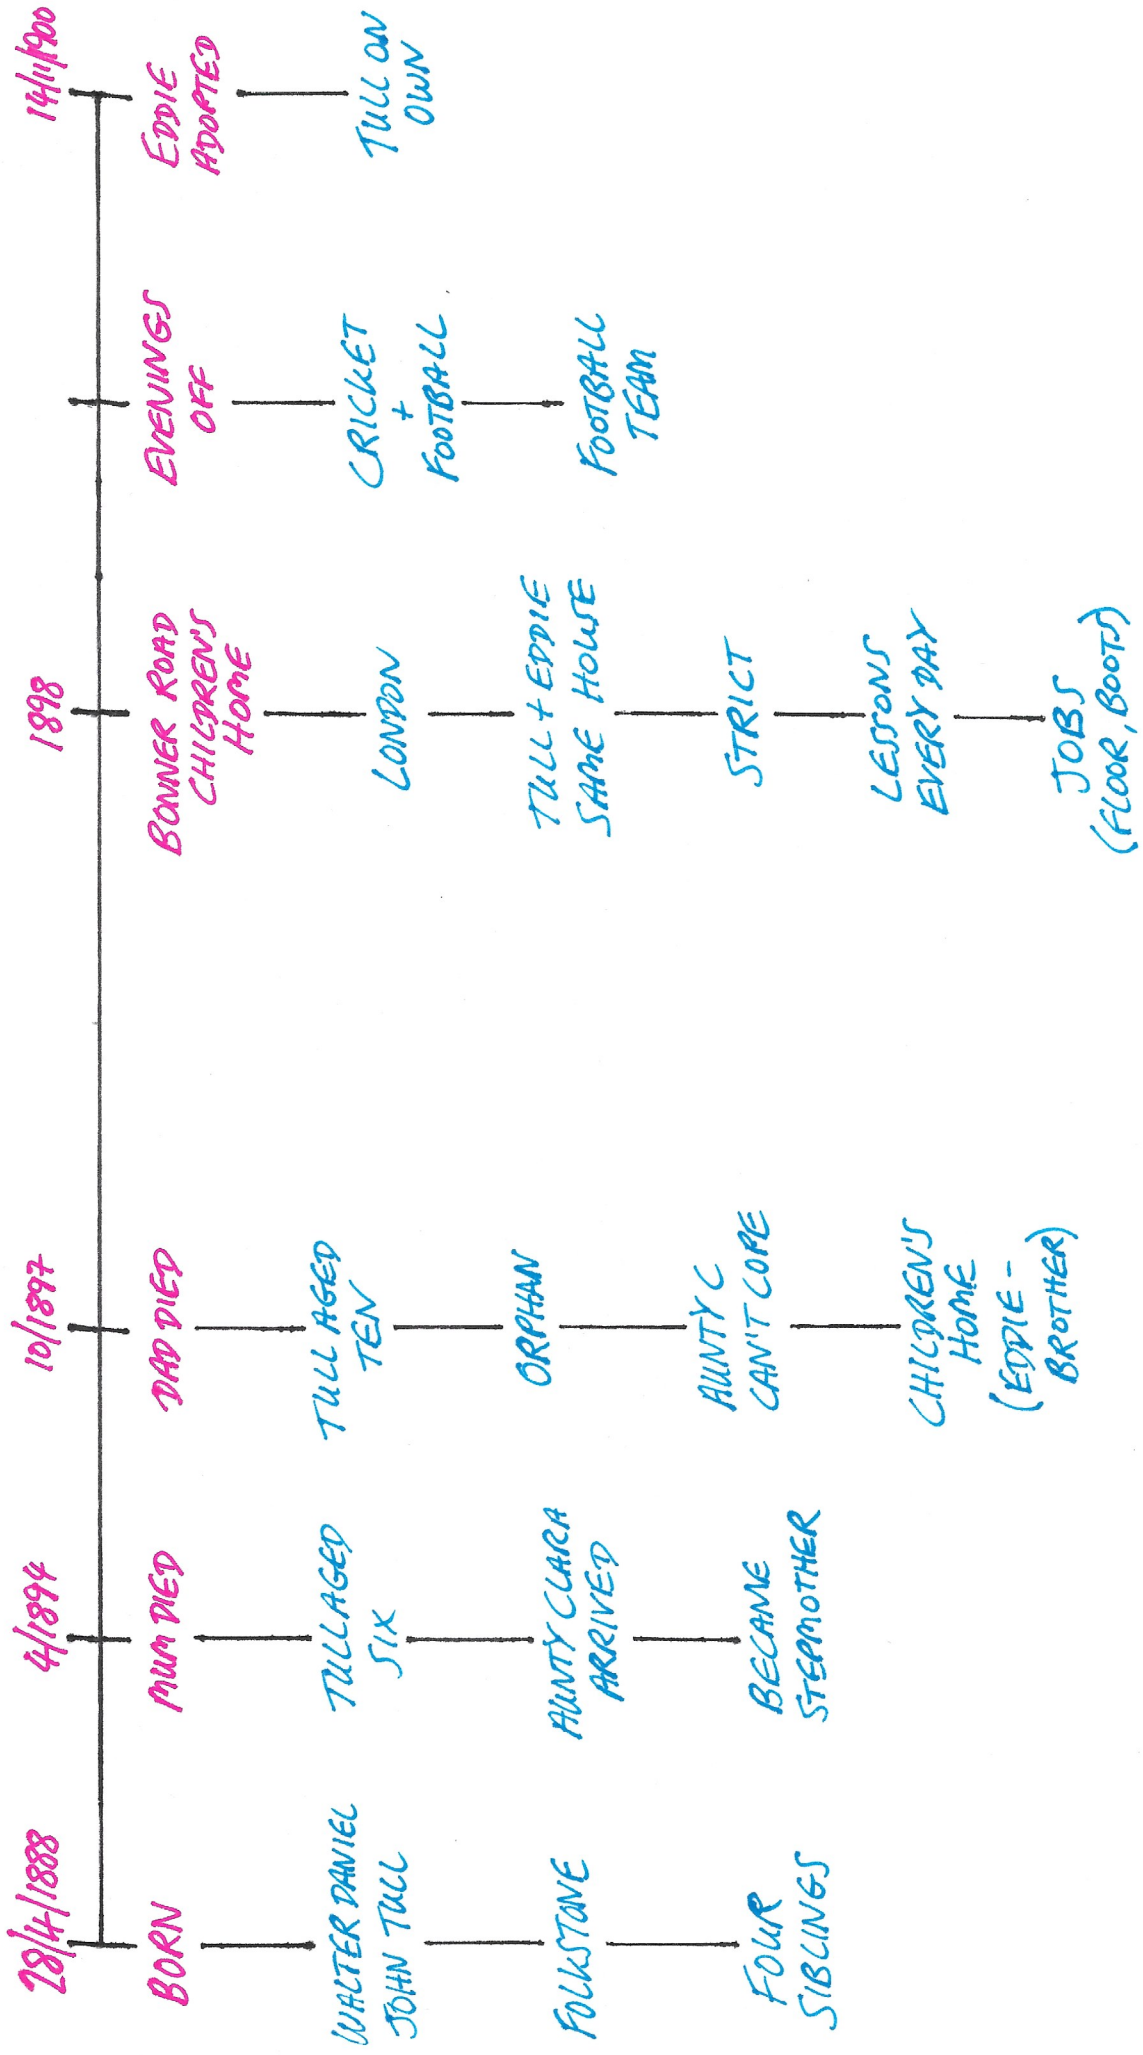 28/4/1888
BORN
WALTER DANIEL
JOHN TULL
FOLKSTONE
FOUR
SIBLINGS
4/1894
MUM DIED
TULL AGED
SIX
AUNTY CLARA
ARRIVED
BECAME
STEPMOTHER
10/1897
DAD DIED
TULL AGED
TEN
ORPHAN
AUNTY C
CAN'T COPE
CHILDREN'S
HOME
(EDDIE -
BROTHER)
1898
BONNER ROAD
CHILDREN'S
HOME
LONDON
TULL + EDDIE
SAME HOUSE
STRICT
LESSONS
EVERY DAY
JOBS
(FLOOR, BOOTS)
EVENINGS
OFF
CRICKET
+
FOOTBALL
FOOTBALL
TEAM
14/11/1900
EDDIE
ADOPTED
TULL ON
OWN